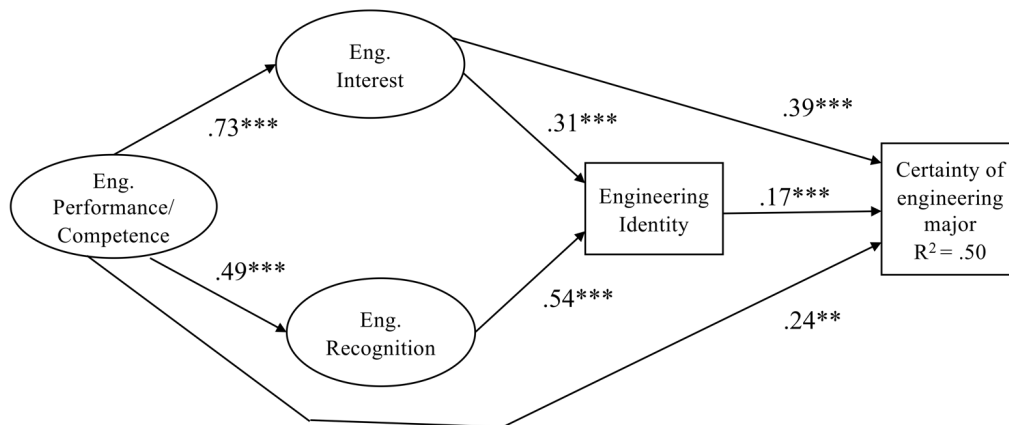 Eng.
Interest
.73***
.31***
.39***
Eng.
Performance/
Competence
Engineering
Identity
.17***
Certainty of
engineering
major
R² = .50
.49***
.54***
Eng.
Recognition
.24**